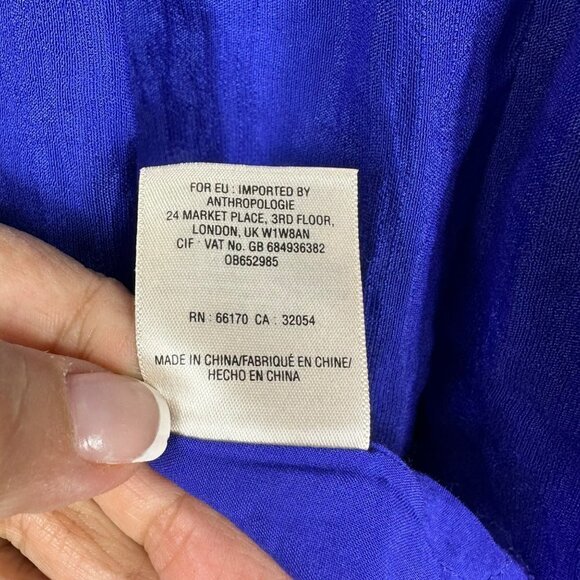 FOR EU : IMPORTED BY
ANTHROPOLOGIE
24 MARKET PLACE, 3RD FLOOR,
LONDON, UK W1W8AN
CIF : VAT No. GB 684936382
OB652985
RN : 66170 CA : 32054
MADE IN CHINA/FABRIQUÉ EN CHINE/
HECHO EN CHINA